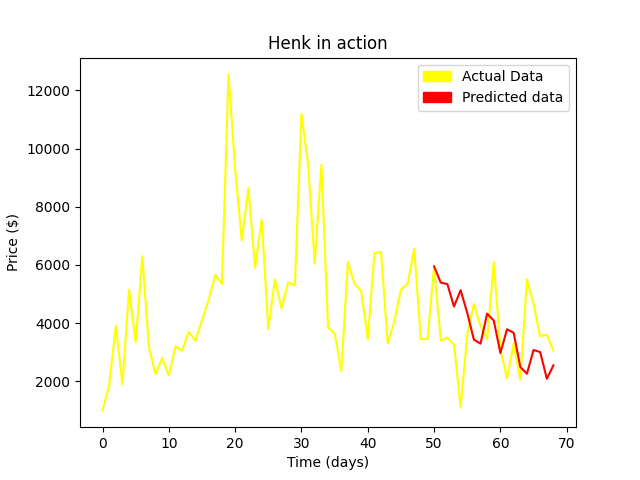 Henk in action
Actual Data
Predicted data
Price ($)
12000
10000
8000
6000
4000
2000
0 10 20 30 40 50 60 70
Time (days)